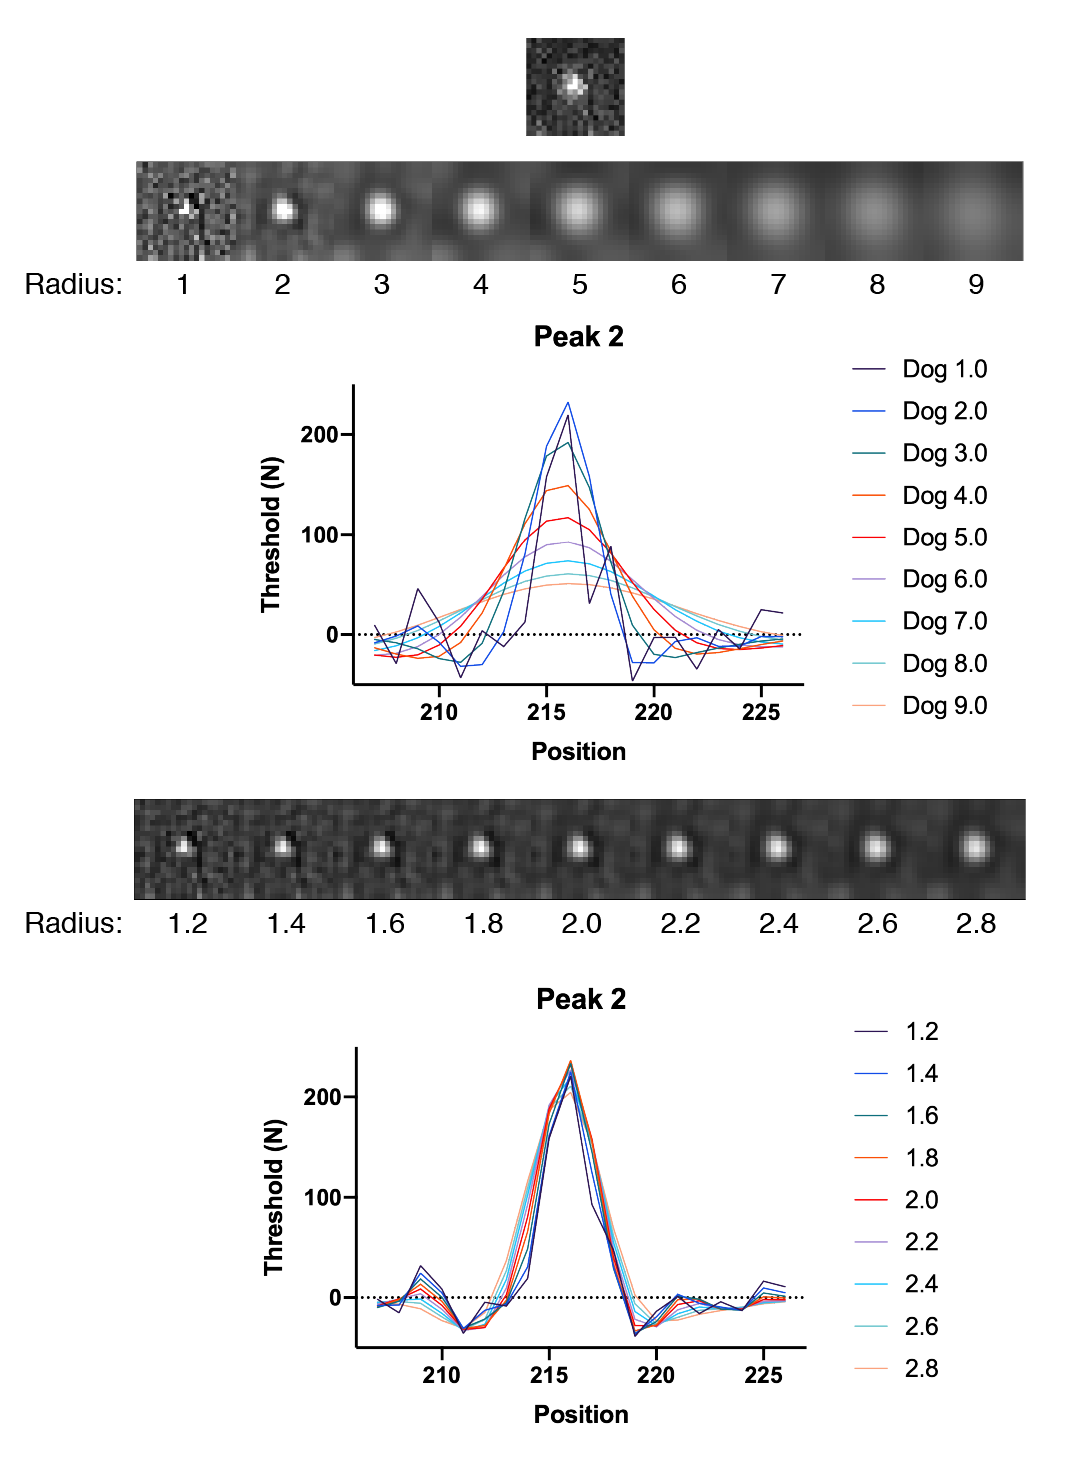 Radius: 1 2 3 4 5 6 7 8 9
Peak 2
Threshold (N)
200
100
0
210 215 220 225
Position
Dog 1.0
Dog 2.0
Dog 3.0
Dog 4.0
Dog 5.0
Dog 6.0
Dog 7.0
Dog 8.0
Dog 9.0
Radius: 1.2 1.4 1.6 1.8 2.0 2.2 2.4 2.6 2.8
Peak 2
Threshold (N)
200
100
0
210 215 220 225
Position
1.2
1.4
1.6
1.8
2.0
2.2
2.4
2.6
2.8